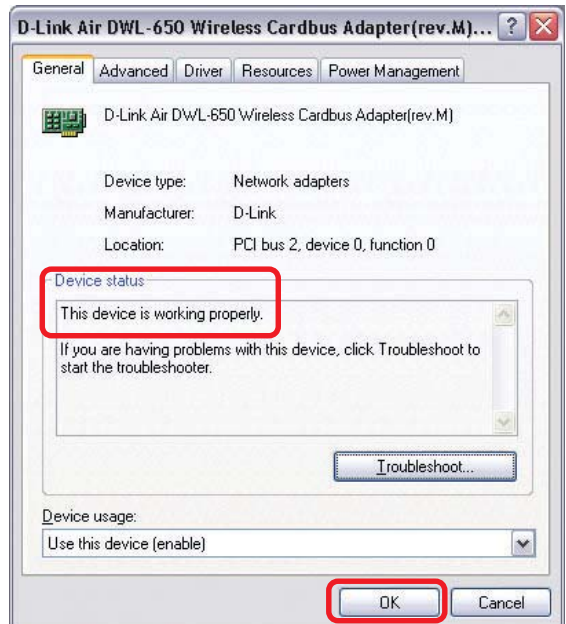 D-Link Air DWL-650 Wireless Cardbus Adapter(rev.M)... ?
General Advanced Driver Resources Power Management
D-Link Air DWL-650 Wireless Cardbus Adapter(rev.M)
Device type: Network adapters
Manufacturer: D-Link
Location: PCI bus 2, device 0, function 0
Device status
This device is working properly.
If you are having problems with this device, click Troubleshoot to
start the troubleshooter.
Troubleshoot...
Device usage:
Use this device (enable)
OK Cancel